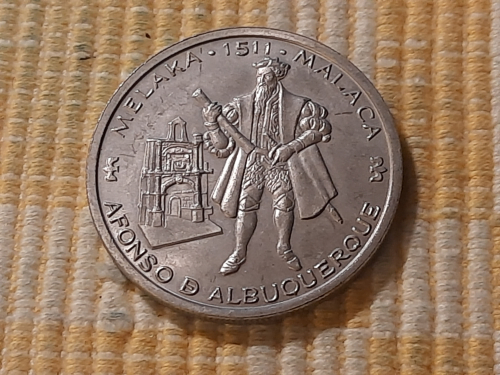 MELAKA · 1511 · MALACA
AFONSO D ALBUQUERQUE